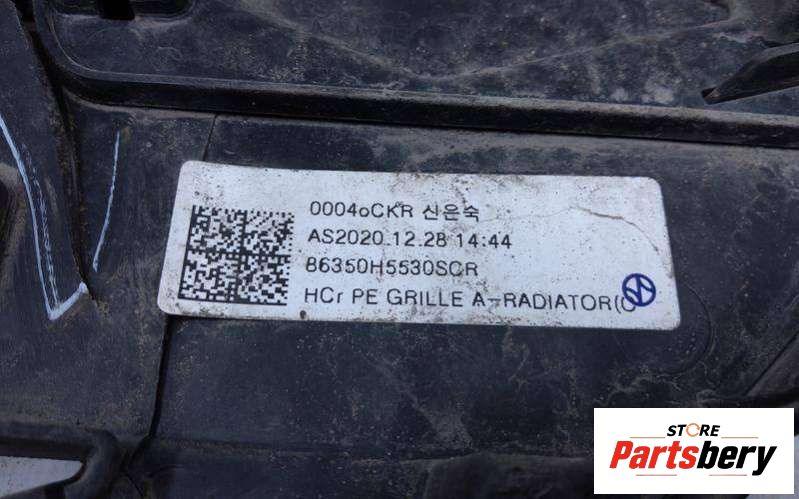 0004oCKR 신은숙
AS2020.12.28 14:44
86350H5530SCR
HCr PE GRILLE A-RADIATOR(C
STORE
Partsbery